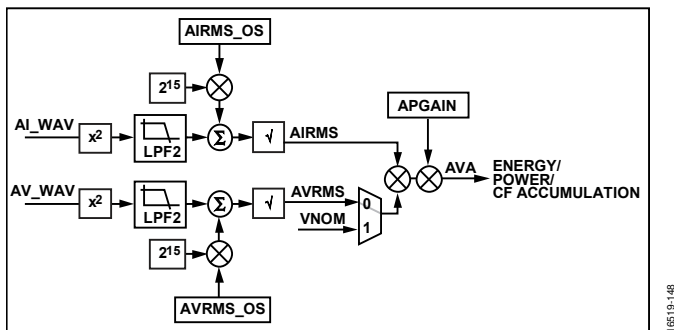 AIRMS_OS
2¹⁵
APGAIN
AI_WAV
x²
LPF2
Σ
√
AIRMS
AVA
ENERGY/
POWER/
CF ACCUMULATION
AV_WAV
x²
LPF2
Σ
√
AVRMS
0
VNOM
1
2¹⁵
AVRMS_OS
16519-148